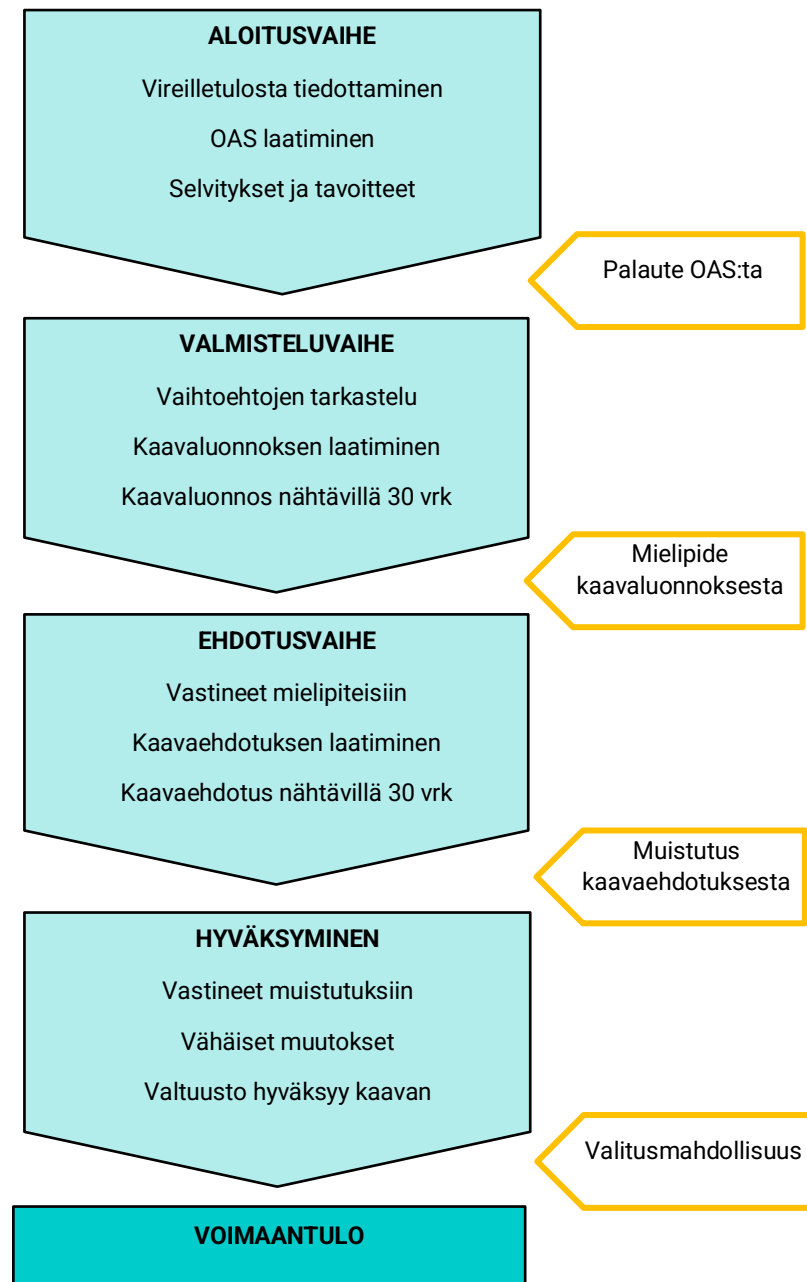 ALOITUSVAIHE
Vireilletulosta tiedottaminen
OAS laatiminen
Selvitykset ja tavoitteet
Palaute OAS:ta
VALMISTELUVAIHE
Vaihtoehtojen tarkastelu
Kaavaluonnoksen laatiminen
Kaavaluonnos nähtävillä 30 vrk
Mielipide
kaavaluonnoksesta
EHDOTUSVAIHE
Vastineet mielipiteisiin
Kaavaehdotuksen laatiminen
Kaavaehdotus nähtävillä 30 vrk
Muistutus
kaavaehdotuksesta
HYVÄKSYMINEN
Vastineet muistutuksiin
Vähäiset muutokset
Valtuusto hyväksyy kaavan
Valitusmahdollisuus
VOIMAANTULO